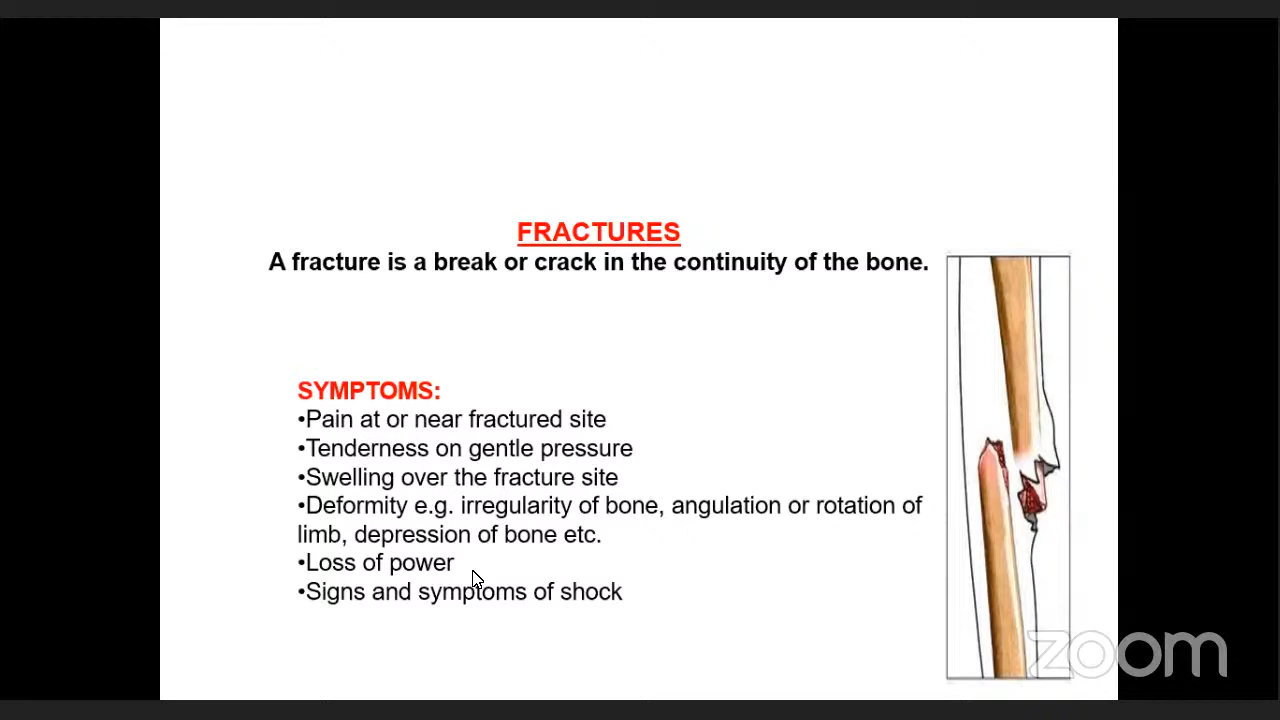 FRACTURES
A fracture is a break or crack in the continuity of the bone.
SYMPTOMS:
•Pain at or near fractured site
•Tenderness on gentle pressure
•Swelling over the fracture site
•Deformity e.g. irregularity of bone, angulation or rotation of
limb, depression of bone etc.
•Loss of power
•Signs and symptoms of shock
zoom